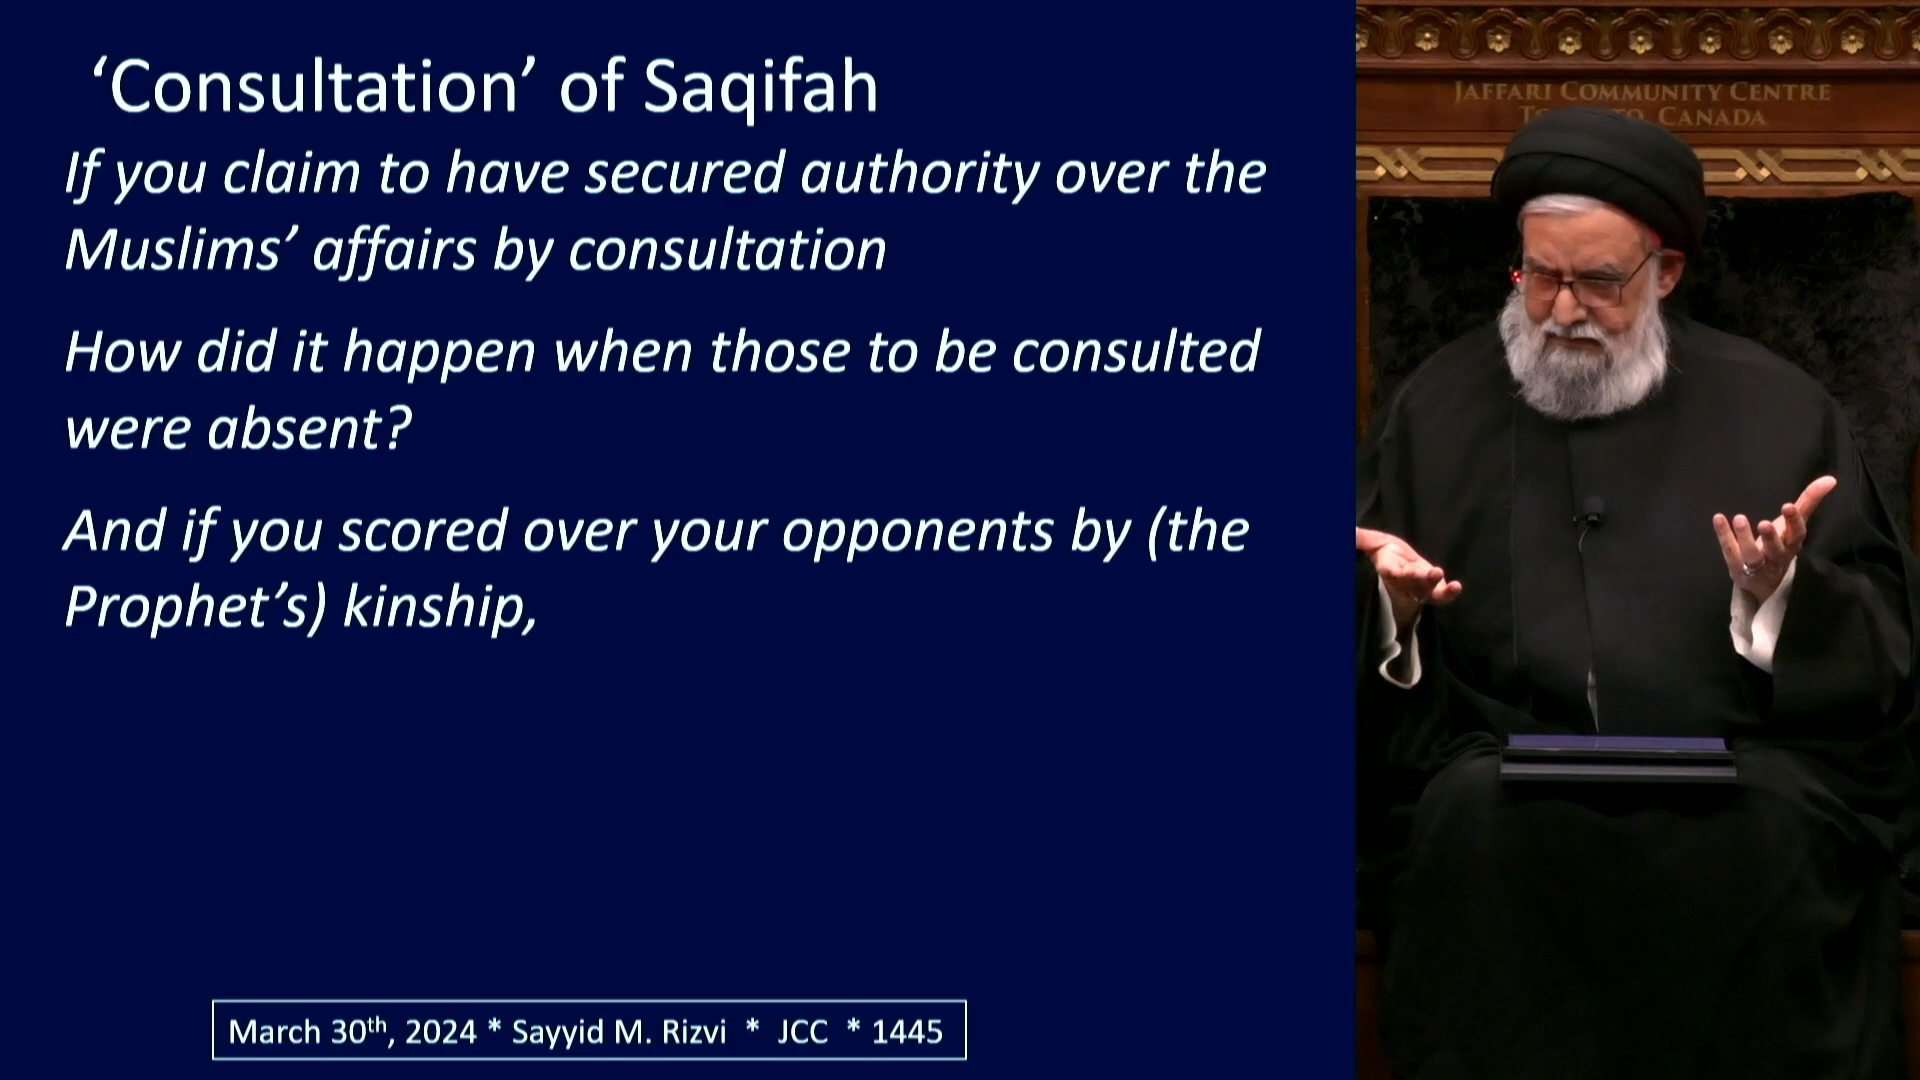 ‘Consultation’ of Saqifah
If you claim to have secured authority over the
Muslims’ affairs by consultation
How did it happen when those to be consulted
were absent?
And if you scored over your opponents by (the
Prophet’s) kinship,
March 30th, 2024 * Sayyid M. Rizvi * JCC * 1445
JAFFARI COMMUNITY CENTRE
CANADA